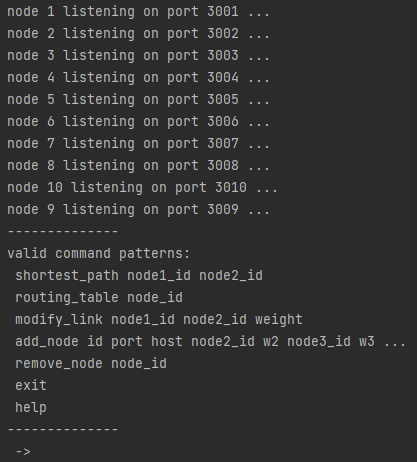 node 1 listening on port 3001 ...
node 2 listening on port 3002 ...
node 3 listening on port 3003 ...
node 4 listening on port 3004 ...
node 5 listening on port 3005 ...
node 6 listening on port 3006 ...
node 7 listening on port 3007 ...
node 8 listening on port 3008 ...
node 10 listening on port 3010 ...
node 9 listening on port 3009 ...
--------------
valid command patterns:
 shortest_path node1_id node2_id
 routing_table node_id
 modify_link node1_id node2_id weight
 add_node id port host node2_id w2 node3_id w3 ...
 remove_node node_id
 exit
 help
--------------
 ->